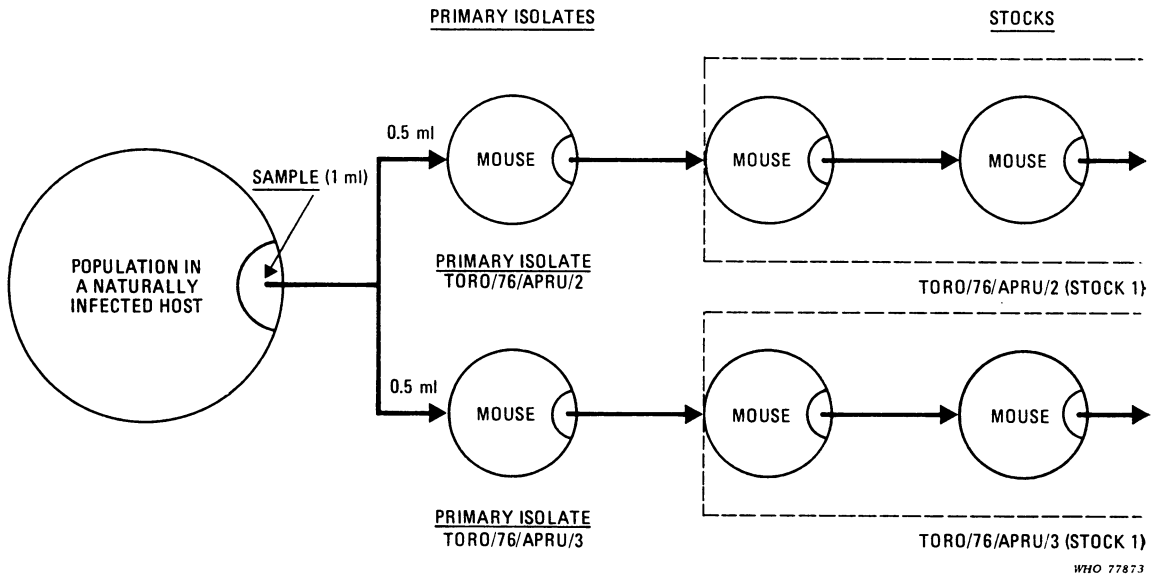 PRIMARY ISOLATES
STOCKS
0.5 ml
MOUSE
MOUSE
MOUSE
SAMPLE (1 ml)
POPULATION IN
A NATURALLY
INFECTED HOST
PRIMARY ISOLATE
TORO/76/APRU/2
TORO/76/APRU/2 (STOCK 1)
0.5 ml
MOUSE
MOUSE
MOUSE
PRIMARY ISOLATE
TORO/76/APRU/3
TORO/76/APRU/3 (STOCK 1)
WHO 77873